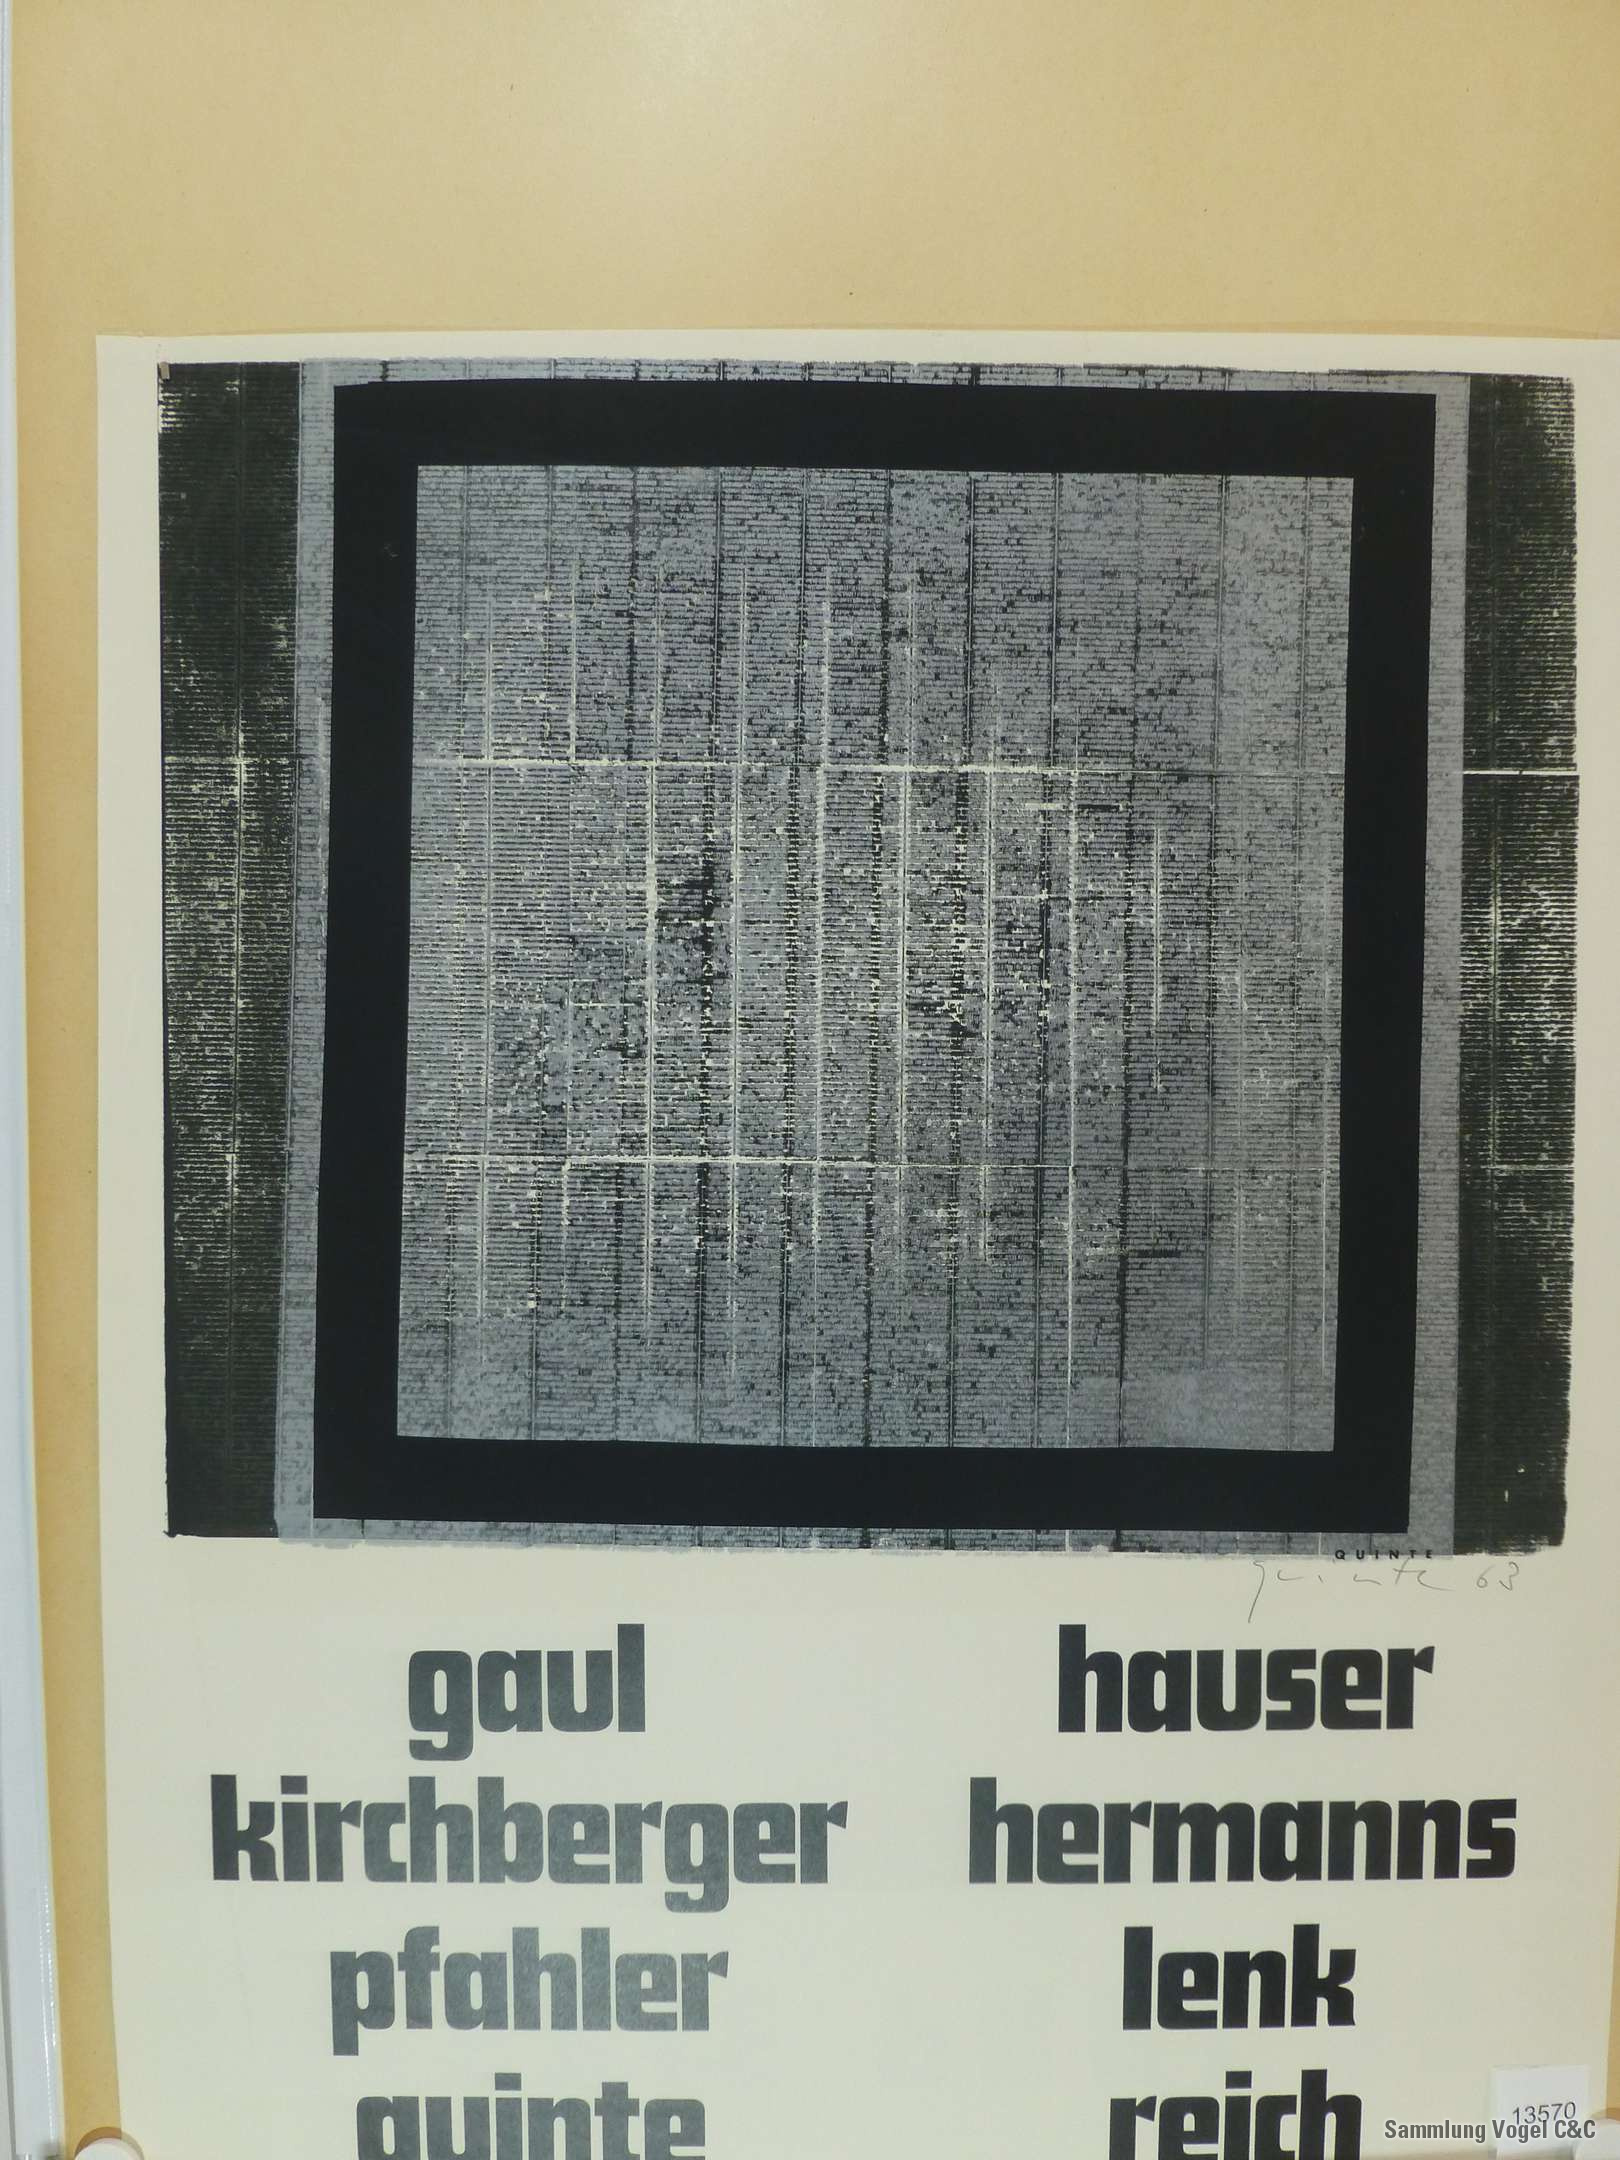 QUINTE
quinte 63
gaul hauser
kirchberger hermanns
pfahler lenk
quinte reich
13570
Sammlung Vogel C&C